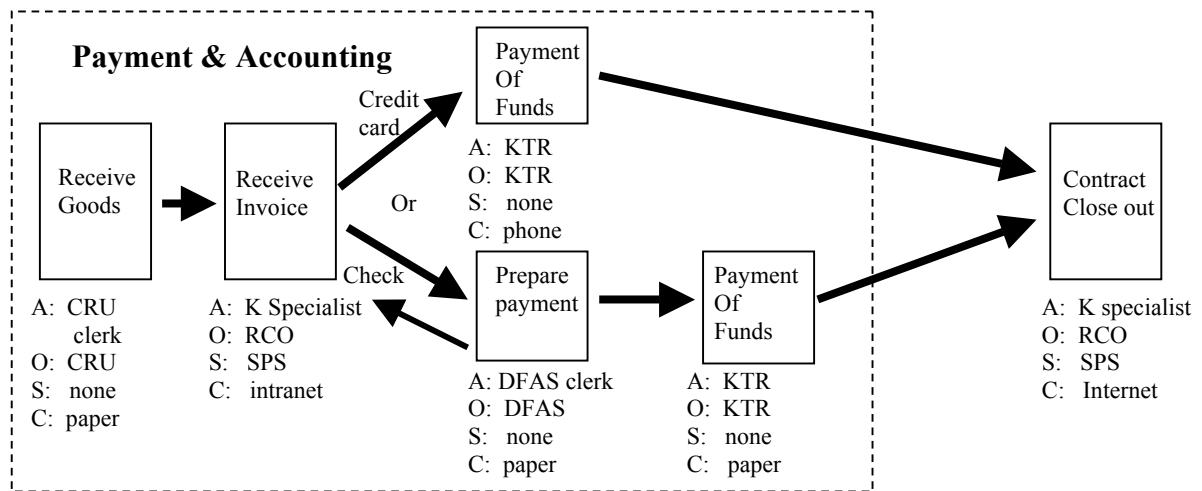 Payment & Accounting
Receive
Goods
A: CRU
clerk
O: CRU
S: none
C: paper
Receive
Invoice
A: K Specialist
O: RCO
S: SPS
C: intranet
Credit
card
Or
Check
Payment
Of
Funds
A: KTR
O: KTR
S: none
C: phone
Prepare
payment
A: DFAS clerk
O: DFAS
S: none
C: paper
Payment
Of
Funds
A: KTR
O: KTR
S: none
C: paper
Contract
Close out
A: K specialist
O: RCO
S: SPS
C: Internet